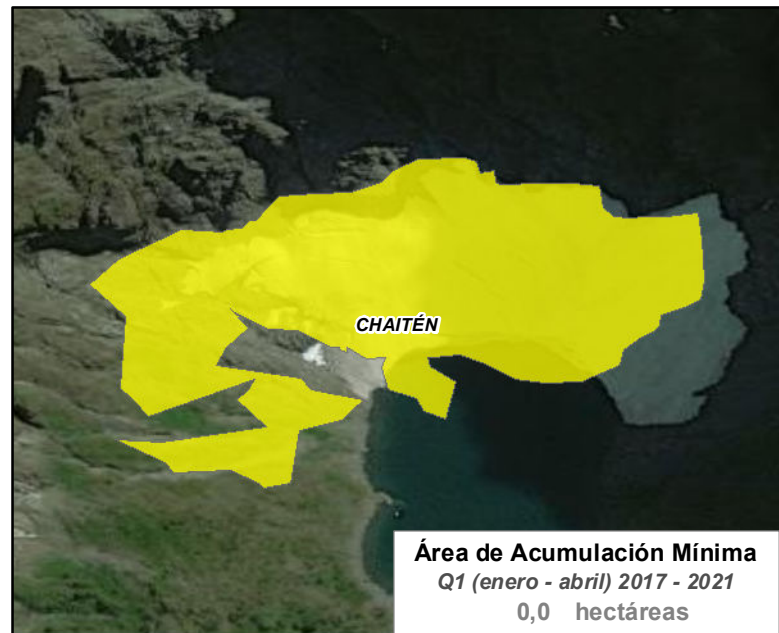 CHAITÉN
Área de Acumulación Mínima
Q1 (enero - abril) 2017 - 2021
0,0 hectáreas